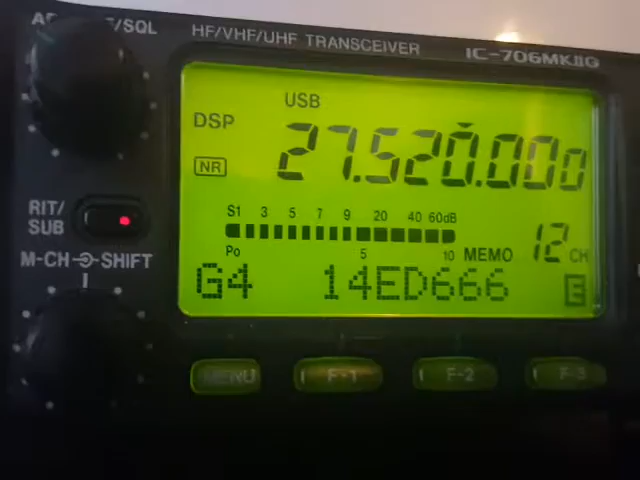 HF/VHF/UHF TRANSCEIVER IC-706MKIIG
/SQL
USB
DSP
27.520.000
NR
S1 3 5 7 9 20 40 60dB
RIT/
SUB
Po 5 10 MEMO 12 CH
M-CH SHIFT
G4 14ED666 E
MENU F-1 F-2 F-3